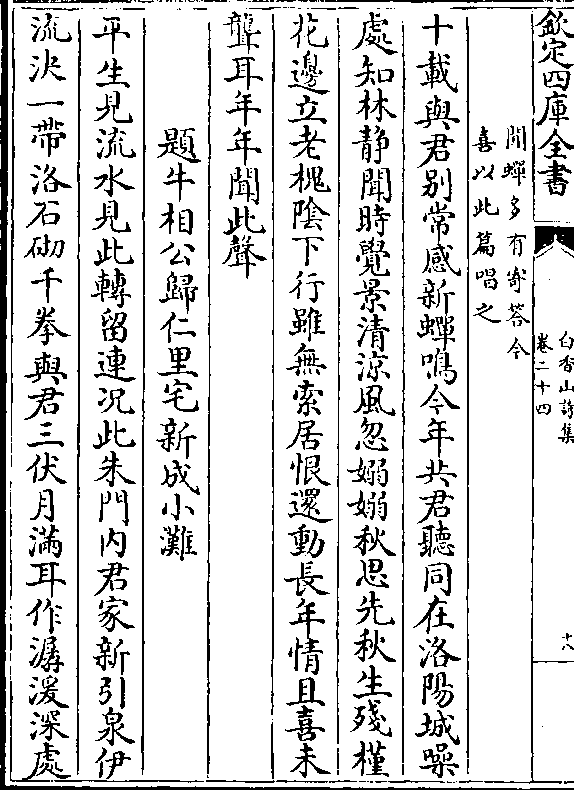 欽定四庫全書
白香山詩集
卷二十四
十八
聞蟬多有寄荅今
喜以此篇唱之
十載與君别常感新蟬鳴今年共君聽同在洛陽城噪
處知林静聞時覺景清涼風忽嫋嫋秋思先秋生殘槿
花邊立老槐陰下行雖無索居恨還動長年情且喜未
聾耳年年聞此聲
題牛相公歸仁里宅新成小灘
平生見流水見此轉留連况此朱門内君家新引泉伊
流決一帶洛石砌千拳與君三伏月滿耳作潺湲深處